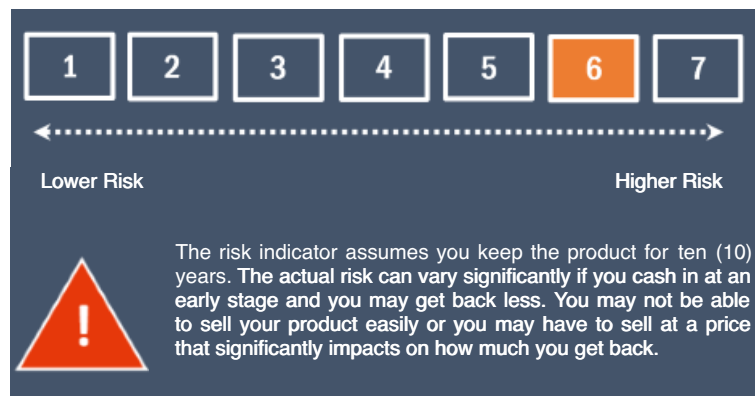 1 2 3 4 5 6 7
Lower Risk Higher Risk
The risk indicator assumes you keep the product for ten (10)
years. The actual risk can vary significantly if you cash in at an
early stage and you may get back less. You may not be able
to sell your product easily or you may have to sell at a price
that significantly impacts on how much you get back.
!